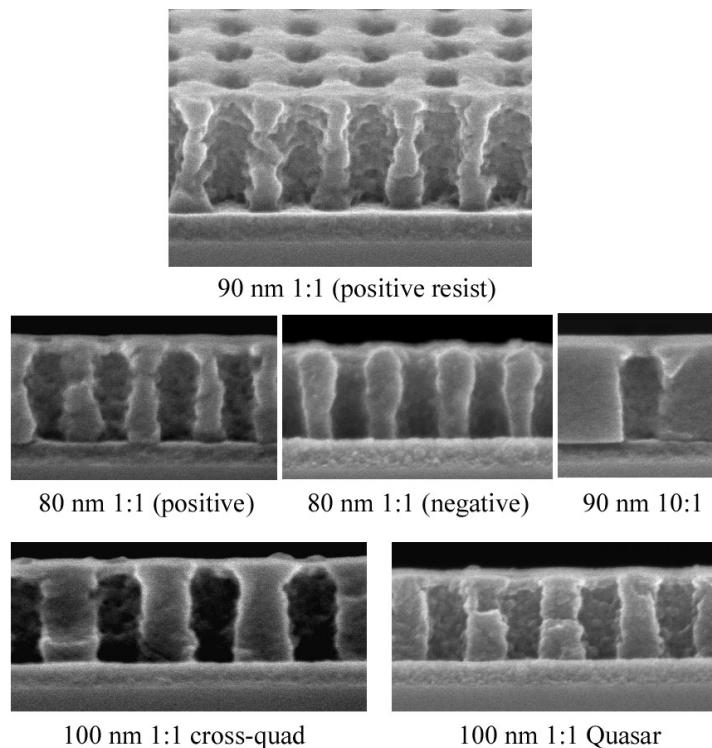 90 nm 1:1 (positive resist)
80 nm 1:1 (positive)
80 nm 1:1 (negative)
90 nm 10:1
100 nm 1:1 cross-quad
100 nm 1:1 Quasar